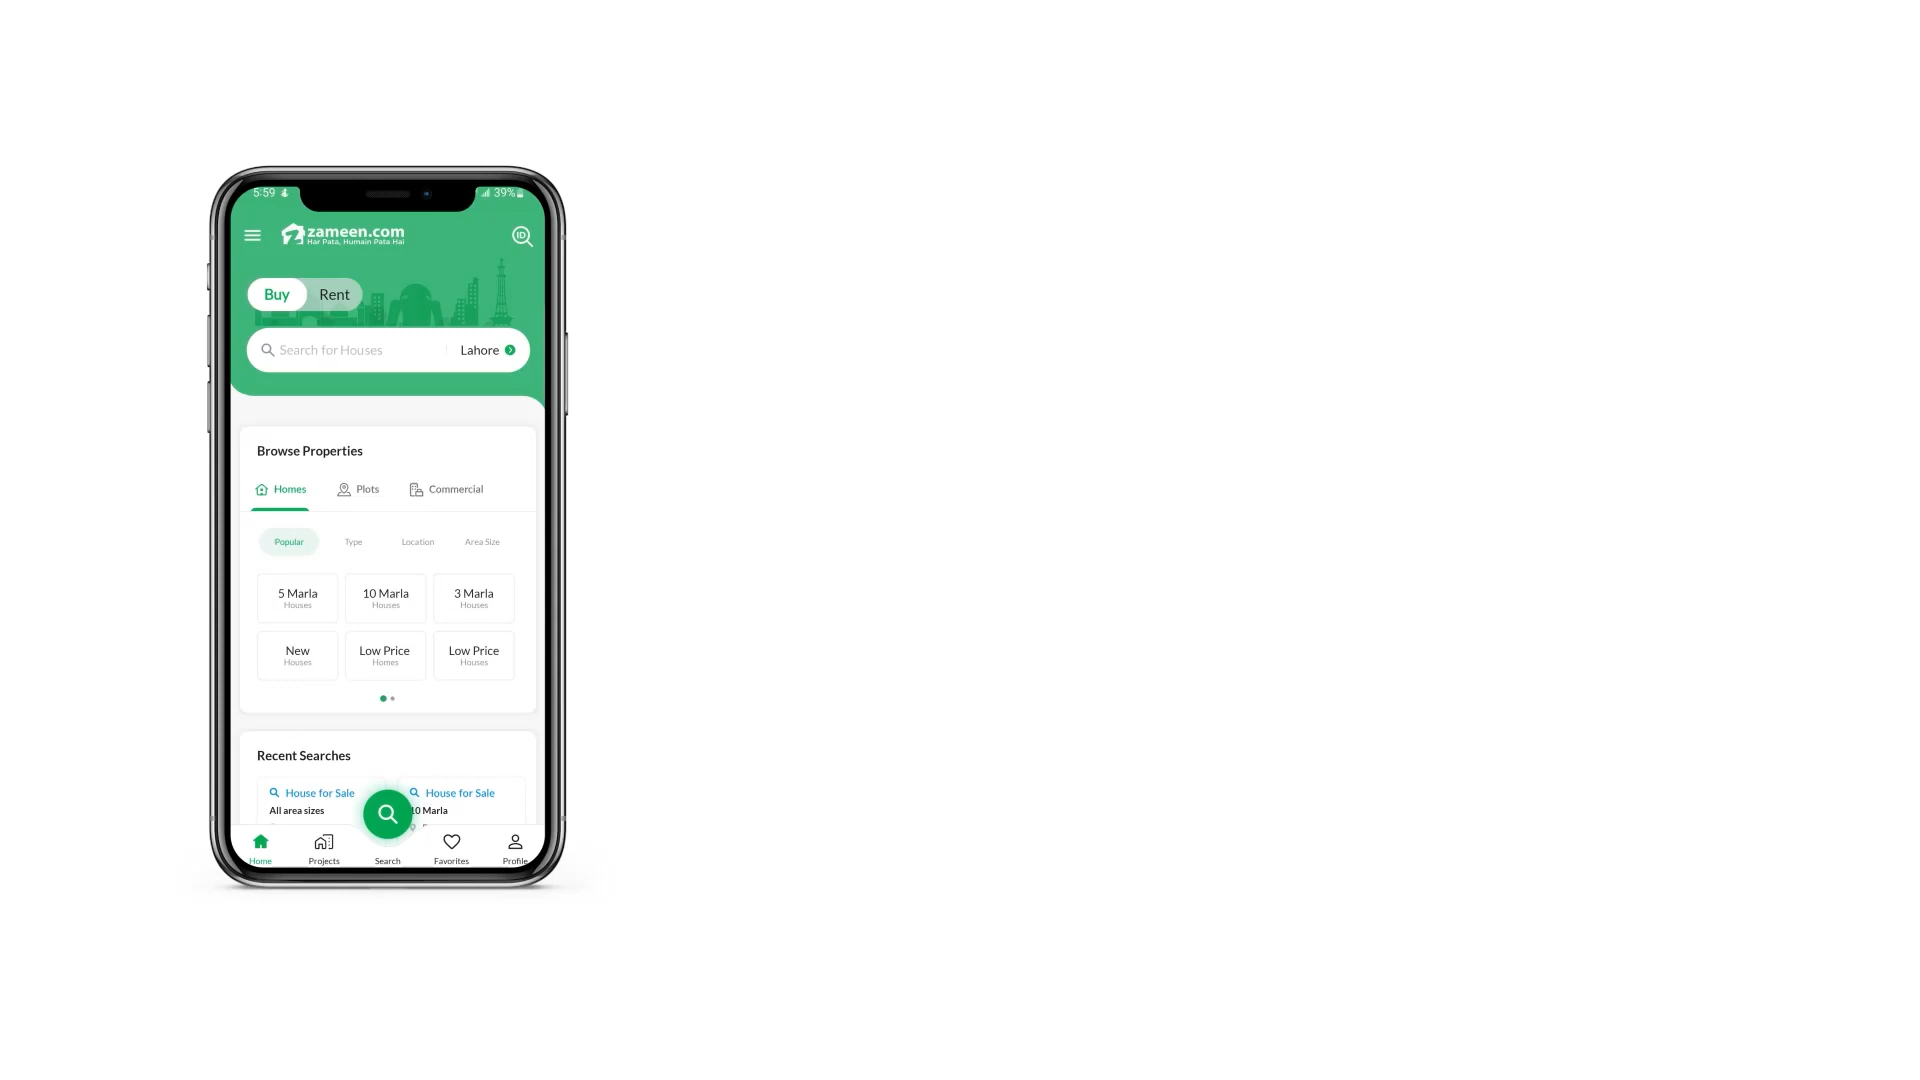 5:59
39%
zameen.com
Har Pata, Humain Pata Hai
ID
Buy Rent
Search for Houses Lahore
Browse Properties
Homes Plots Commercial
Popular Type Location Area Size
5 Marla 10 Marla 3 Marla
Houses Houses Houses
New Low Price Low Price
Houses Homes Houses
Recent Searches
House for Sale House for Sale
All area sizes 10 Marla
Home Projects Search Favorites Profile